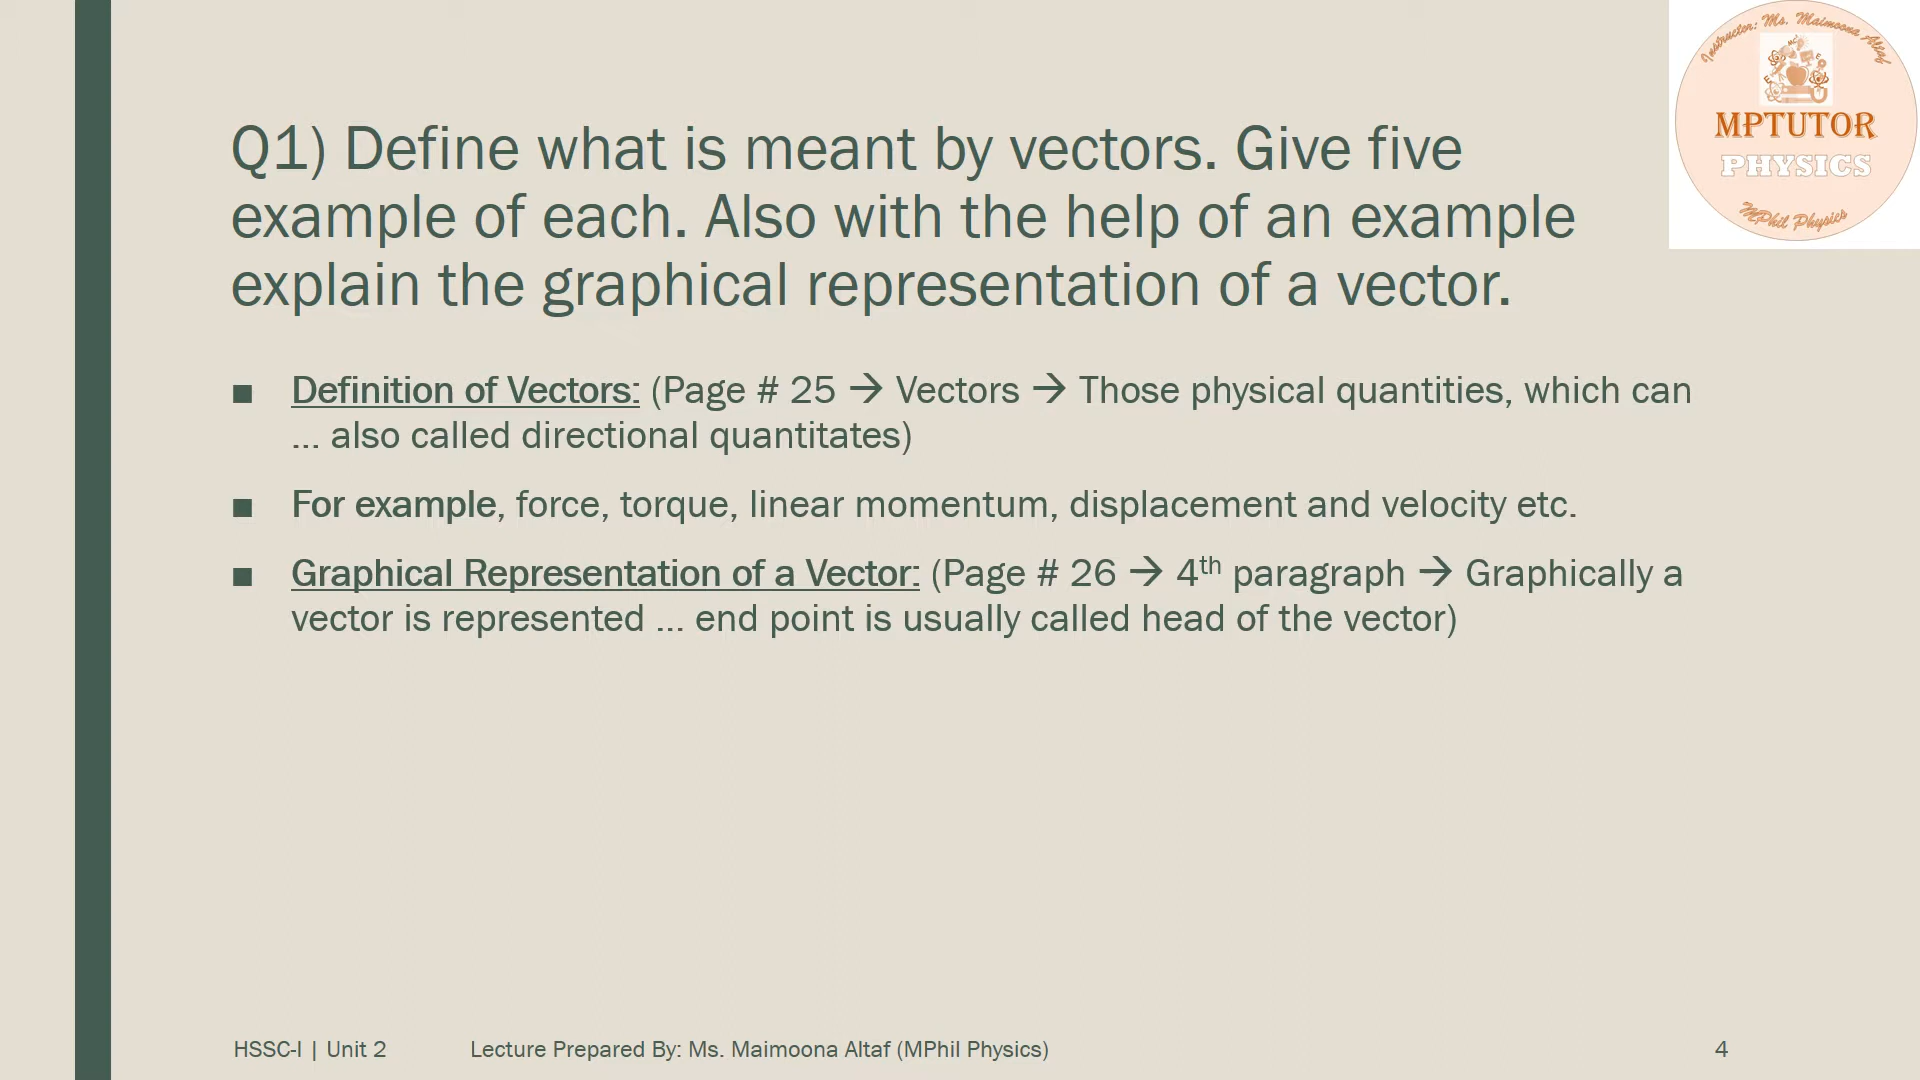 Instructor: Ms. Maimoona Altaf
MPTUTOR
PHYSICS
MPhil Physics
Q1) Define what is meant by vectors. Give five
example of each. Also with the help of an example
explain the graphical representation of a vector.
■ Definition of Vectors: (Page # 25 → Vectors → Those physical quantities, which can
... also called directional quantitates)
■ For example, force, torque, linear momentum, displacement and velocity etc.
■ Graphical Representation of a Vector: (Page # 26 → 4th paragraph → Graphically a
vector is represented ... end point is usually called head of the vector)
HSSC-I | Unit 2 Lecture Prepared By: Ms. Maimoona Altaf (MPhil Physics) 4